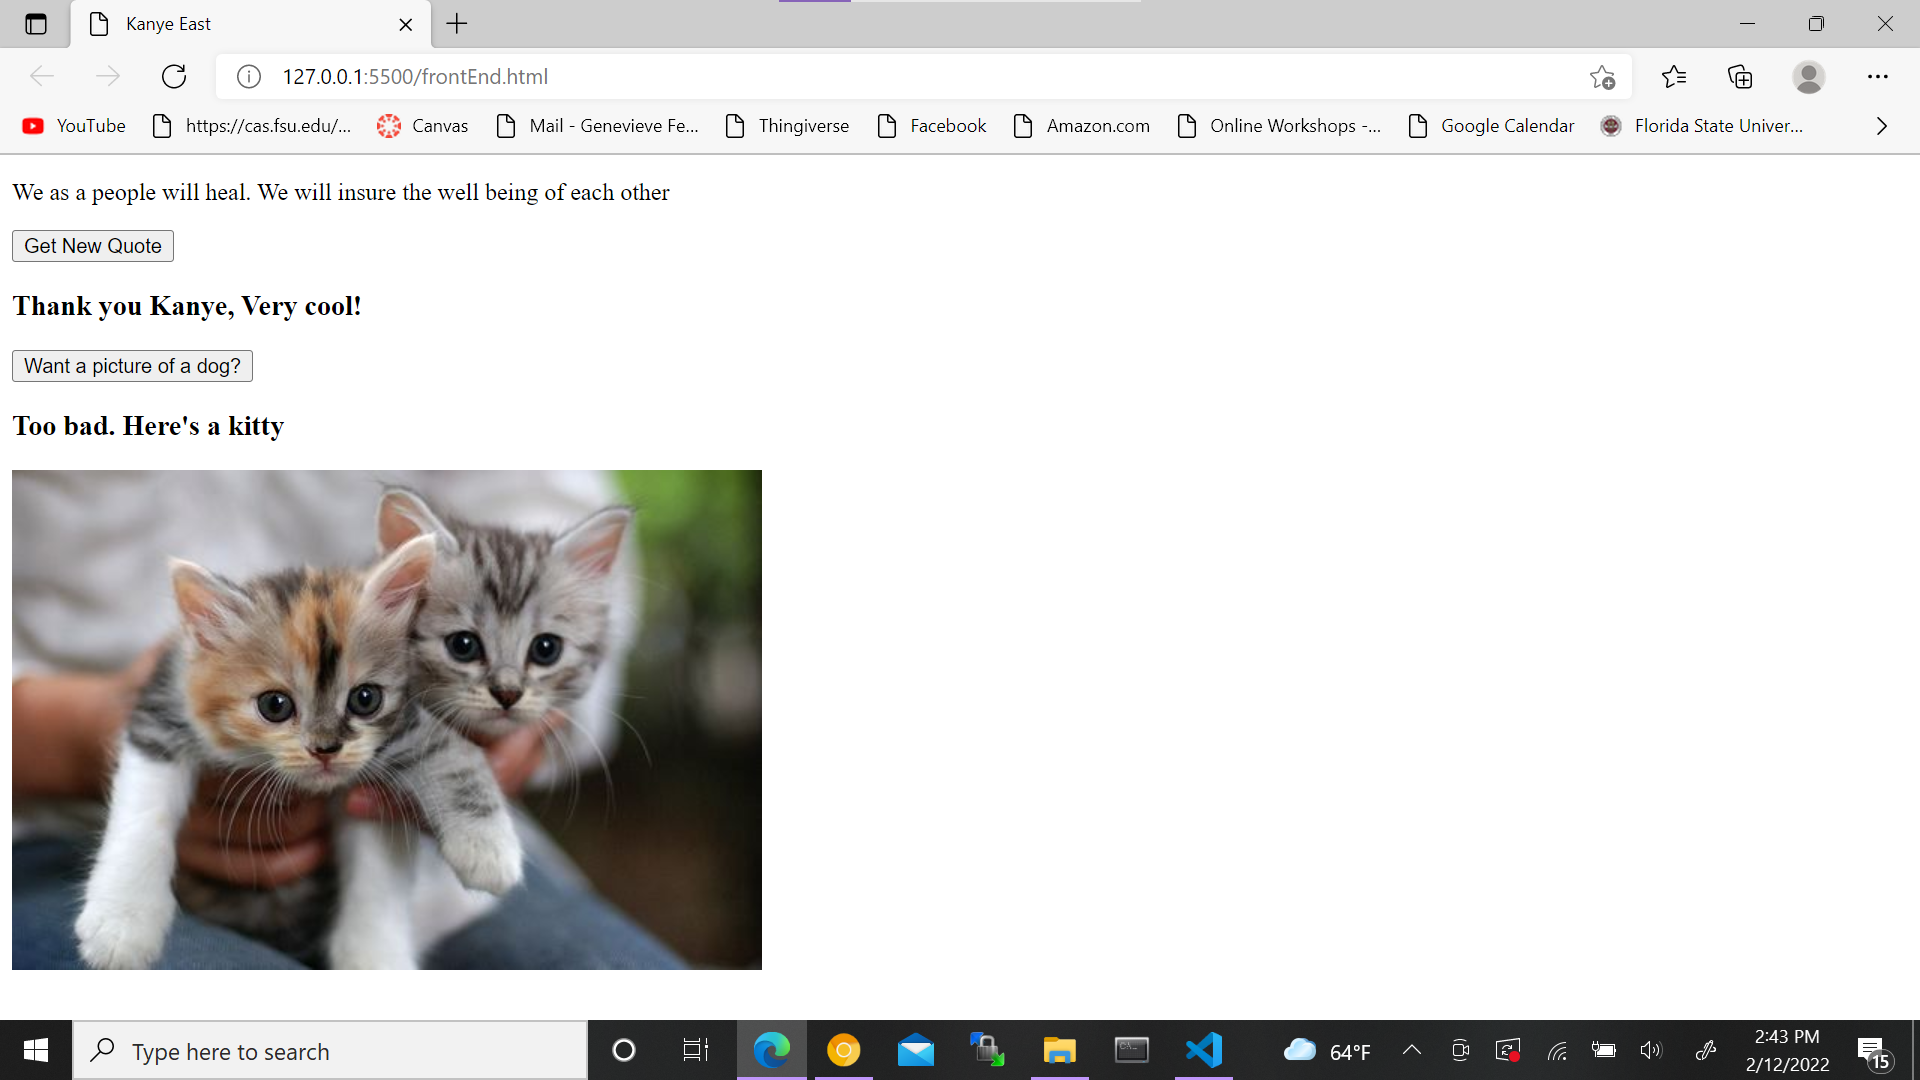 Kanye East
127.0.0.1:5500/frontEnd.html
YouTube https://cas.fsu.edu/... Canvas Mail - Genevieve Fe... Thingiverse Facebook Amazon.com Online Workshops -... Google Calendar Florida State Univer...
We as a people will heal. We will insure the well being of each other
Get New Quote
Thank you Kanye, Very cool!
Want a picture of a dog?
Too bad. Here's a kitty
Type here to search
64°F
2:43 PM
2/12/2022
15